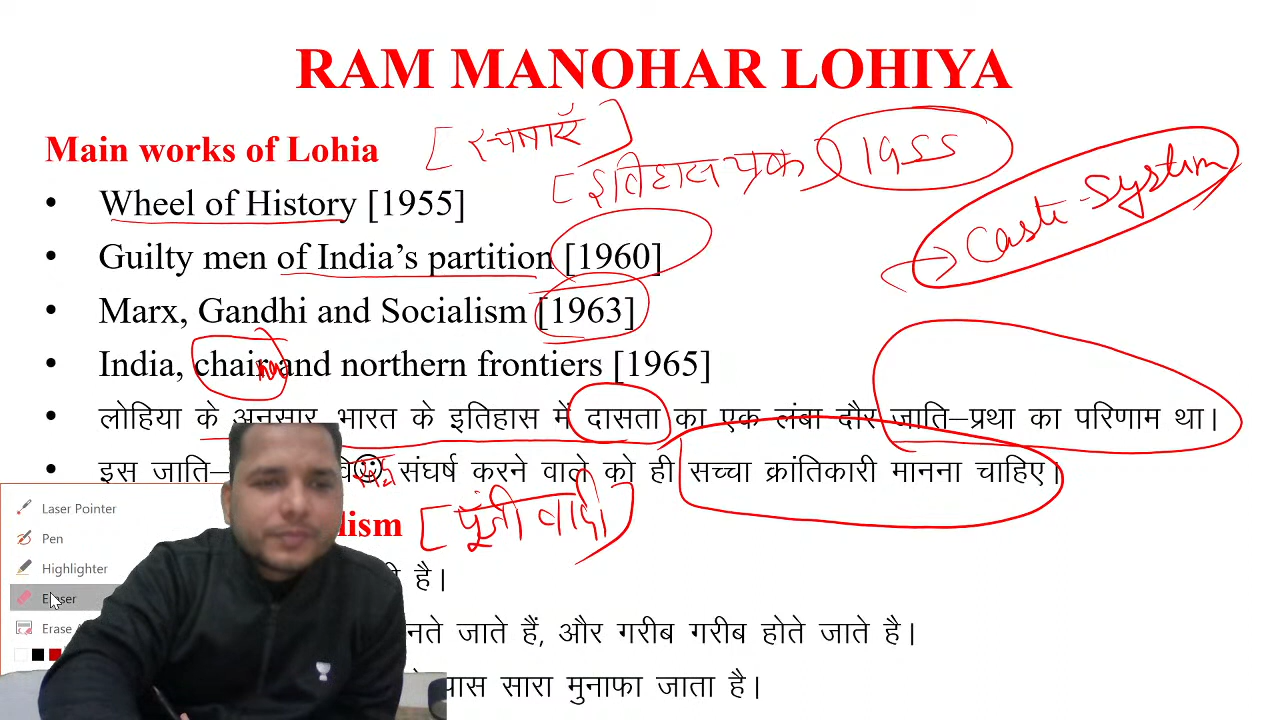 RAM MANOHAR LOHIYA
Main works of Lohia [रचनाएँ]
[इतिहास चक्र) 1955
• Wheel of History [1955]
→ Caste-System
• Guilty men of India's partition [1960]
• Marx, Gandhi and Socialism [1963]
• India, chair and northern frontiers [1965]
• लोहिया के अनुसार भारत के इतिहास में दासता का एक लंबा दौर जाति–प्रथा का परिणाम था।
• इस जाति– संघर्ष करने वाले को ही सच्चा क्रांतिकारी मानना चाहिए।
lism [पूंजीवादी]
Laser Pointer
Pen
Highlighter
है।
Eraser
Erase
नते जाते हैं, और गरीब गरीब होते जाते है।
पास सारा मुनाफा जाता है।